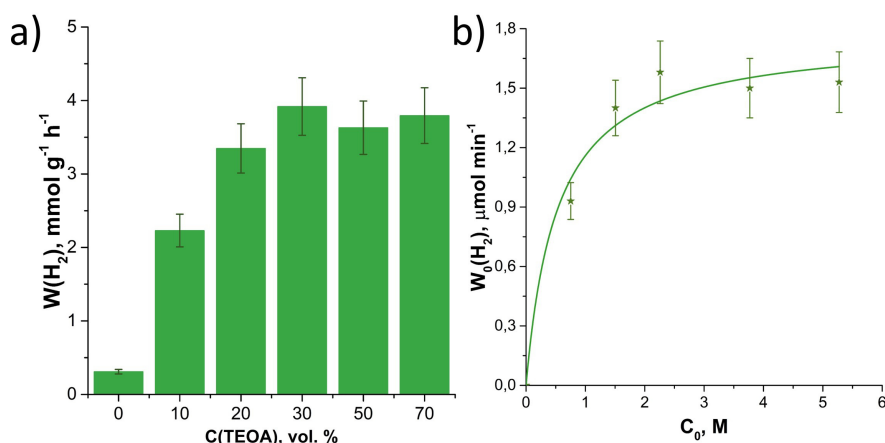 a)
W(H₂), mmol g⁻¹ h⁻¹
5
4
3
2
1
0
0 10 20 30 50 70
C(TEOA), vol. %
b)
W₀(H₂), μmol min⁻¹
1,8
1,5
1,2
0,9
0,6
0,3
0,0
0 1 2 3 4 5 6
C₀, M